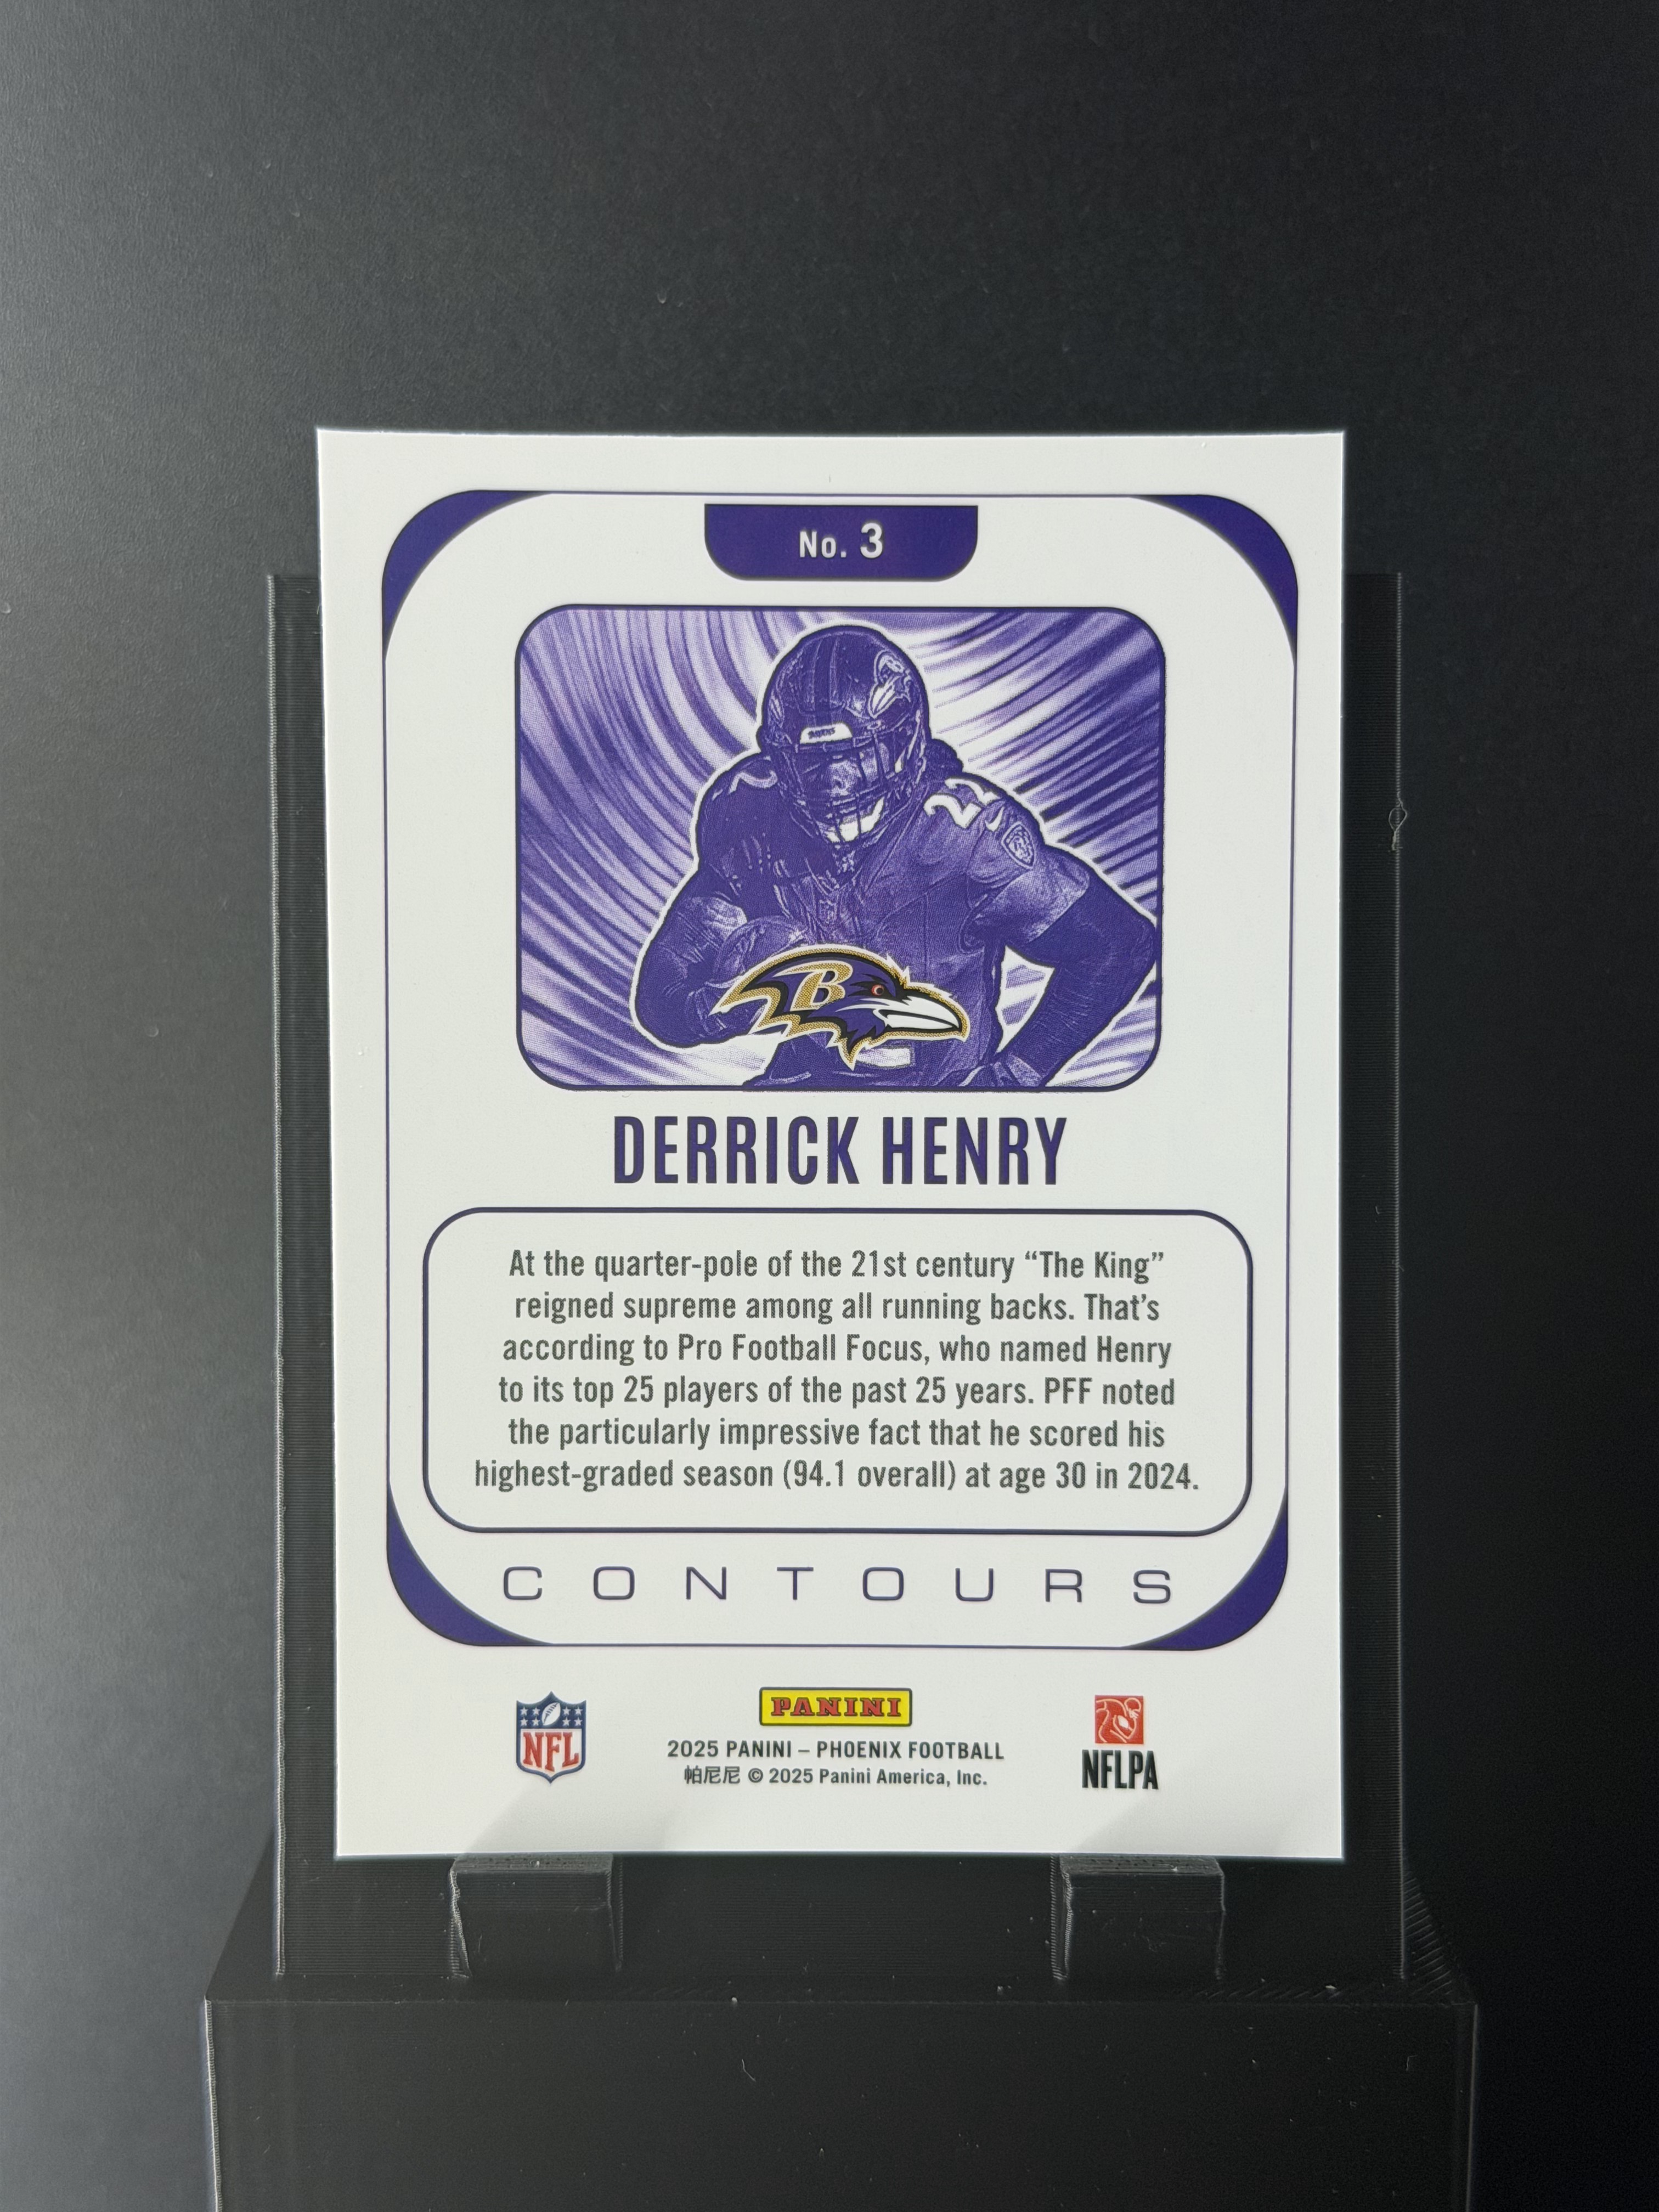 No. 3
22
B
DERRICK HENRY
At the quarter-pole of the 21st century “The King”
reigned supreme among all running backs. That’s
according to Pro Football Focus, who named Henry
to its top 25 players of the past 25 years. PFF noted
the particularly impressive fact that he scored his
highest-graded season (94.1 overall) at age 30 in 2024.
CONTOURS
NFL
PANINI
2025 PANINI – PHOENIX FOOTBALL
帕尼尼 © 2025 Panini America, Inc.
NFLPA